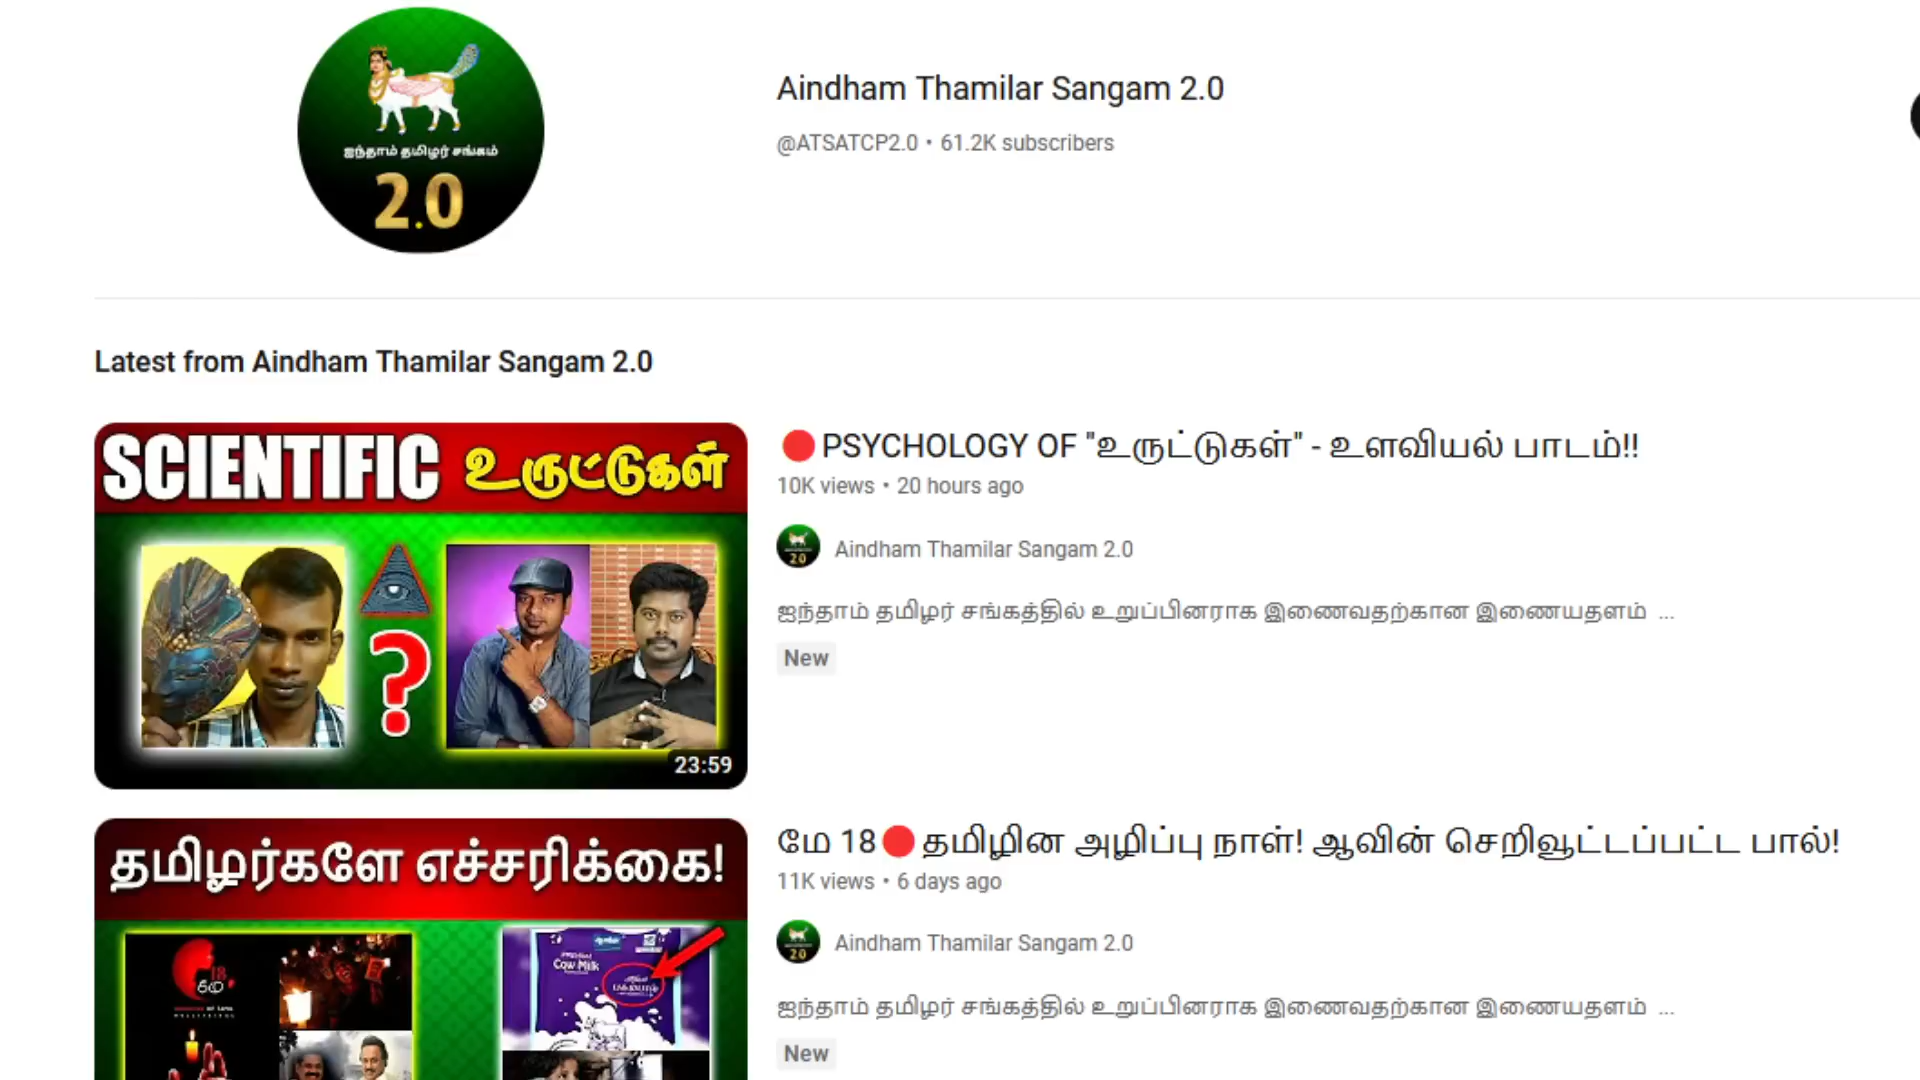 ஐந்தாம் தமிழர் சங்கம்
2.0
Aindham Thamilar Sangam 2.0
@ATSATCP2.0 • 61.2K subscribers
Latest from Aindham Thamilar Sangam 2.0
SCIENTIFIC உருட்டுகள்
?
23:59
PSYCHOLOGY OF "உருட்டுகள்" - உளவியல் பாடம்!!
10K views • 20 hours ago
Aindham Thamilar Sangam 2.0
ஐந்தாம் தமிழர் சங்கத்தில் உறுப்பினராக இணைவதற்கான இணையதளம் ...
New
தமிழர்களே எச்சரிக்கை!
18
Cow Milk
மே 18 தமிழின அழிப்பு நாள்! ஆவின் செறிவூட்டப்பட்ட பால்!
11K views • 6 days ago
Aindham Thamilar Sangam 2.0
ஐந்தாம் தமிழர் சங்கத்தில் உறுப்பினராக இணைவதற்கான இணையதளம் ...
New